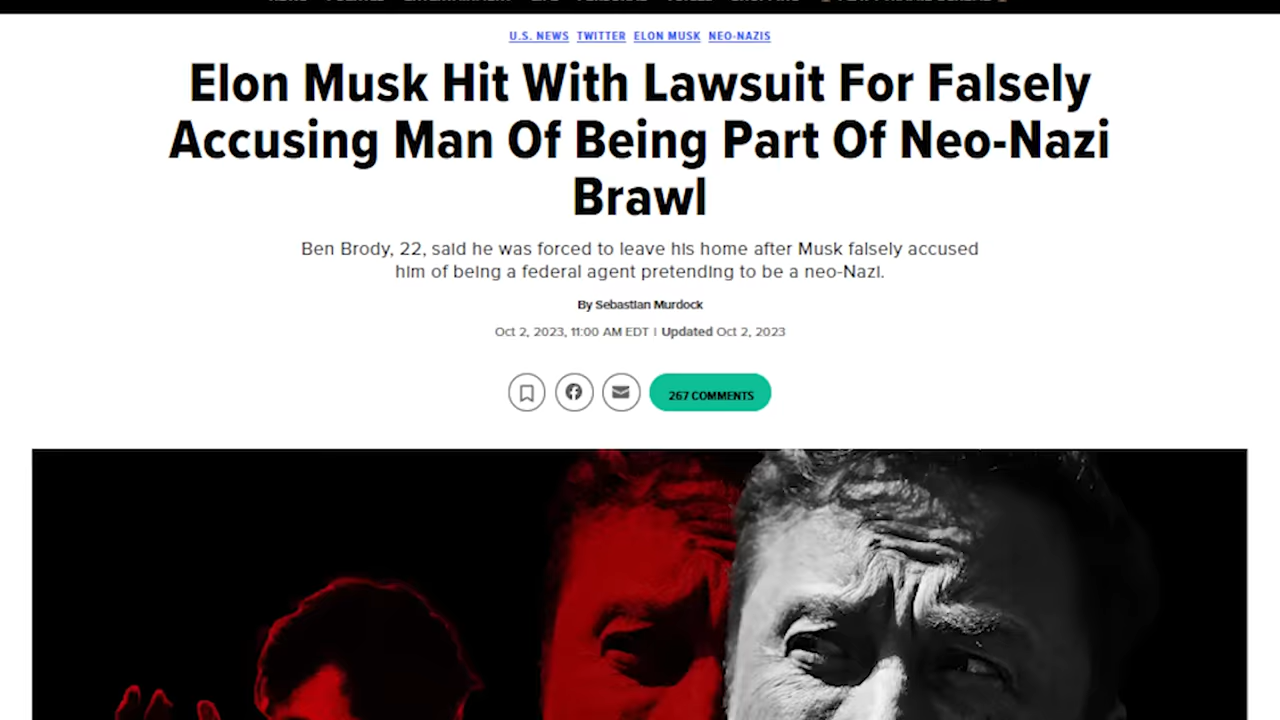 U.S. NEWS TWITTER ELON MUSK NEO-NAZIS
Elon Musk Hit With Lawsuit For Falsely
Accusing Man Of Being Part Of Neo-Nazi
Brawl
Ben Brody, 22, said he was forced to leave his home after Musk falsely accused
him of being a federal agent pretending to be a neo-Nazi.
By Sebastian Murdock
Oct 2, 2023, 11:00 AM EDT | Updated Oct 2, 2023
267 COMMENTS